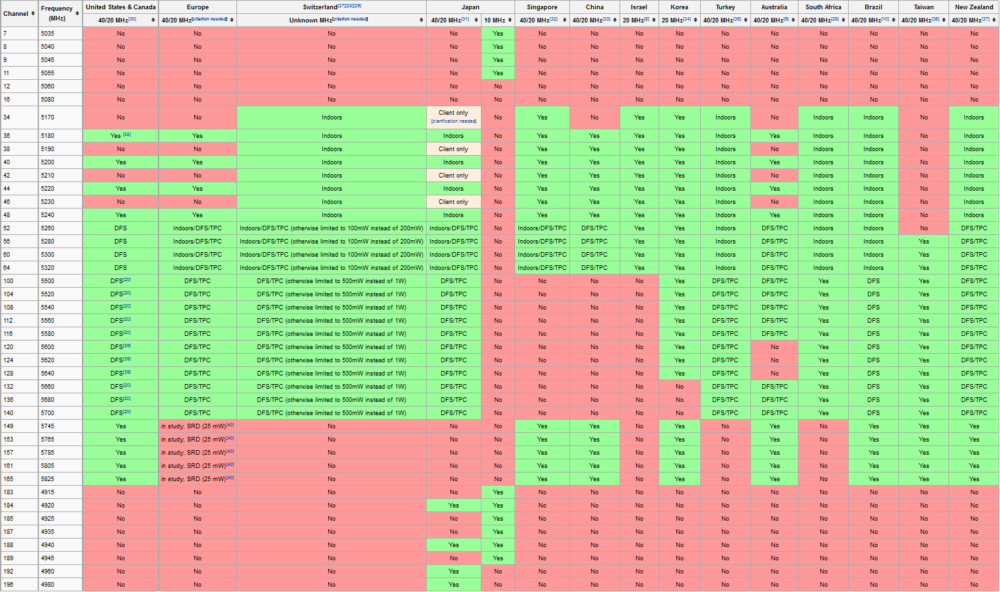 Channel Frequency (MHz) United States & Canada Europe Switzerland[27][28][29] Japan Singapore China Israel Korea Turkey Australia South Africa Brazil Taiwan New Zealand
40/20 MHz[30] 40/20 MHz[citation needed] Unknown MHz[citation needed] 40/20 MHz[31] 10 MHz 40/20 MHz[32] 40/20 MHz[33] 20 MHz[8] 20 MHz[34] 40/20 MHz[35] 40/20 MHz[9] 40/20 MHz[25] 40/20 MHz[10] 40/20 MHz[36] 40/20 MHz[37]
7 5035 No No No No Yes No No No No No No No No No No
8 5040 No No No No Yes No No No No No No No No No No
9 5045 No No No No Yes No No No No No No No No No No
11 5055 No No No No Yes No No No No No No No No No No
12 5060 No No No No No No No No No No No No No No No
16 5080 No No No No No No No No No No No No No No No
34 5170 No No Indoors Client only [clarification needed] No Yes No Yes Yes Indoors No Indoors Indoors No Indoors
36 5180 Yes [38] Yes Indoors Indoors No Yes Yes Yes Yes Indoors Yes Indoors Indoors No Indoors
38 5190 No No Indoors Client only No Yes Yes Yes Yes Indoors No Indoors Indoors No Indoors
40 5200 Yes Yes Indoors Indoors No Yes Yes Yes Yes Indoors Yes Indoors Indoors No Indoors
42 5210 No No Indoors Client only No Yes Yes Yes Yes Indoors No Indoors Indoors No Indoors
44 5220 Yes Yes Indoors Indoors No Yes Yes Yes Yes Indoors Yes Indoors Indoors No Indoors
46 5230 No No Indoors Client only No Yes Yes Yes Yes Indoors No Indoors Indoors No Indoors
48 5240 Yes Yes Indoors Indoors No Yes Yes Yes Yes Indoors Yes Indoors Indoors No Indoors
52 5260 DFS Indoors/DFS/TPC Indoors/DFS/TPC (otherwise limited to 100mW instead of 200mW) Indoors/DFS/TPC No Indoors/DFS/TPC DFS/TPC Yes Yes Indoors DFS/TPC Indoors Indoors No DFS/TPC
56 5280 DFS Indoors/DFS/TPC Indoors/DFS/TPC (otherwise limited to 100mW instead of 200mW) Indoors/DFS/TPC No Indoors/DFS/TPC DFS/TPC Yes Yes Indoors DFS/TPC Indoors Indoors Yes DFS/TPC
60 5300 DFS Indoors/DFS/TPC Indoors/DFS/TPC (otherwise limited to 100mW instead of 200mW) Indoors/DFS/TPC No Indoors/DFS/TPC DFS/TPC Yes Yes Indoors DFS/TPC Indoors Indoors Yes DFS/TPC
64 5320 DFS Indoors/DFS/TPC Indoors/DFS/TPC (otherwise limited to 100mW instead of 200mW) Indoors/DFS/TPC No Indoors/DFS/TPC DFS/TPC Yes Yes Indoors DFS/TPC Indoors Indoors Yes DFS/TPC
100 5500 DFS[20] DFS/TPC DFS/TPC (otherwise limited to 500mW instead of 1W) DFS/TPC No No No No Yes DFS/TPC DFS/TPC Yes DFS Yes DFS/TPC
104 5520 DFS[20] DFS/TPC DFS/TPC (otherwise limited to 500mW instead of 1W) DFS/TPC No No No No Yes DFS/TPC DFS/TPC Yes DFS Yes DFS/TPC
108 5540 DFS[20] DFS/TPC DFS/TPC (otherwise limited to 500mW instead of 1W) DFS/TPC No No No No Yes DFS/TPC DFS/TPC Yes DFS Yes DFS/TPC
112 5560 DFS[20] DFS/TPC DFS/TPC (otherwise limited to 500mW instead of 1W) DFS/TPC No No No No Yes DFS/TPC DFS/TPC Yes DFS Yes DFS/TPC
116 5580 DFS[20] DFS/TPC DFS/TPC (otherwise limited to 500mW instead of 1W) DFS/TPC No No No No Yes DFS/TPC DFS/TPC Yes DFS Yes DFS/TPC
120 5600 DFS[39] DFS/TPC DFS/TPC (otherwise limited to 500mW instead of 1W) DFS/TPC No No No No Yes DFS/TPC No Yes DFS Yes DFS/TPC
124 5620 DFS[39] DFS/TPC DFS/TPC (otherwise limited to 500mW instead of 1W) DFS/TPC No No No No Yes DFS/TPC No Yes DFS Yes DFS/TPC
128 5640 DFS[39] DFS/TPC DFS/TPC (otherwise limited to 500mW instead of 1W) DFS/TPC No No No No Yes DFS/TPC No Yes DFS Yes DFS/TPC
132 5660 DFS[20] DFS/TPC DFS/TPC (otherwise limited to 500mW instead of 1W) DFS/TPC No No No No No DFS/TPC DFS/TPC Yes DFS Yes DFS/TPC
136 5680 DFS[20] DFS/TPC DFS/TPC (otherwise limited to 500mW instead of 1W) DFS/TPC No No No No No DFS/TPC DFS/TPC Yes DFS Yes DFS/TPC
140 5700 DFS[20] DFS/TPC DFS/TPC (otherwise limited to 500mW instead of 1W) DFS/TPC No No No No No DFS/TPC DFS/TPC Yes DFS Yes DFS/TPC
149 5745 Yes in study, SRD (25 mW)[40] No No No Yes Yes No Yes No Yes No Yes Yes Yes
153 5765 Yes in study, SRD (25 mW)[40] No No No Yes Yes No Yes No Yes No Yes Yes Yes
157 5785 Yes in study, SRD (25 mW)[40] No No No Yes Yes No Yes No Yes No Yes Yes Yes
161 5805 Yes in study, SRD (25 mW)[40] No No No Yes Yes No Yes No Yes No Yes Yes Yes
165 5825 Yes in study, SRD (25 mW)[40] No No No Yes Yes No Yes No Yes No Yes Yes Yes
183 4915 No No No No Yes No No No No No No No No No No
184 4920 No No No Yes Yes No No No No No No No No No No
185 4925 No No No No Yes No No No No No No No No No No
187 4935 No No No No Yes No No No No No No No No No No
188 4940 No No No Yes Yes No No No No No No No No No No
189 4945 No No No No Yes No No No No No No No No No No
192 4960 No No No Yes No No No No No No No No No No No
196 4980 No No No Yes No No No No No No No No No No No